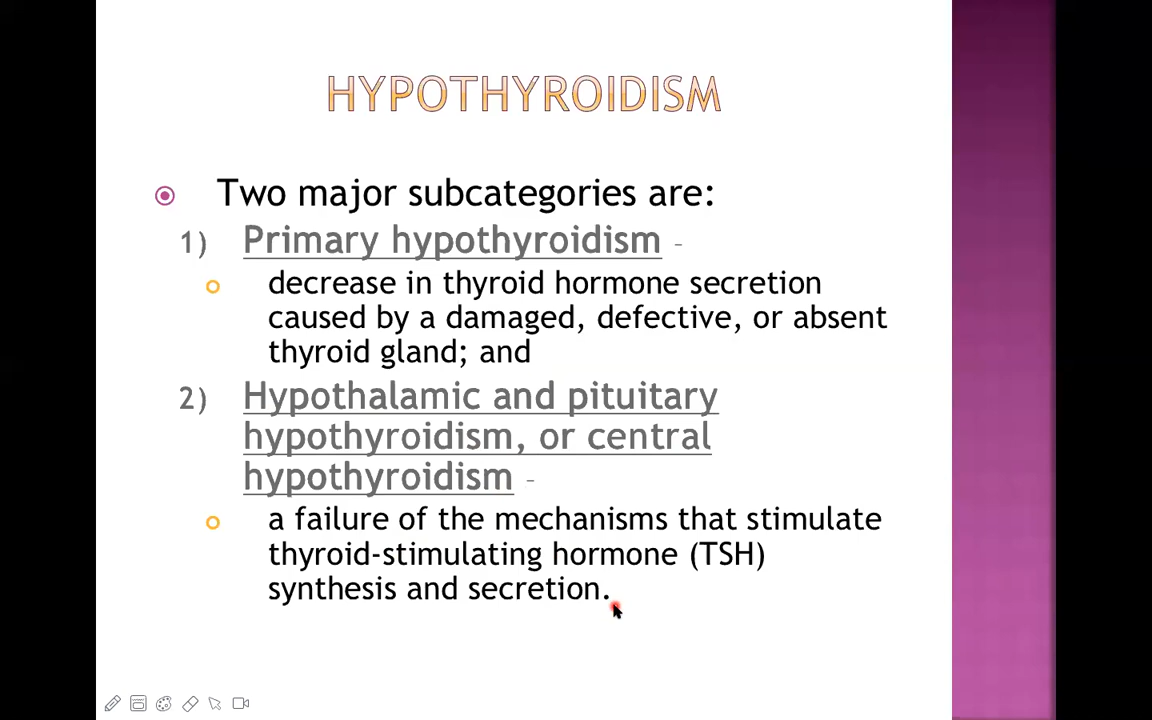 HYPOTHYROIDISM
Two major subcategories are:
1) Primary hypothyroidism –
decrease in thyroid hormone secretion
caused by a damaged, defective, or absent
thyroid gland; and
2) Hypothalamic and pituitary
hypothyroidism, or central
hypothyroidism –
a failure of the mechanisms that stimulate
thyroid-stimulating hormone (TSH)
synthesis and secretion.